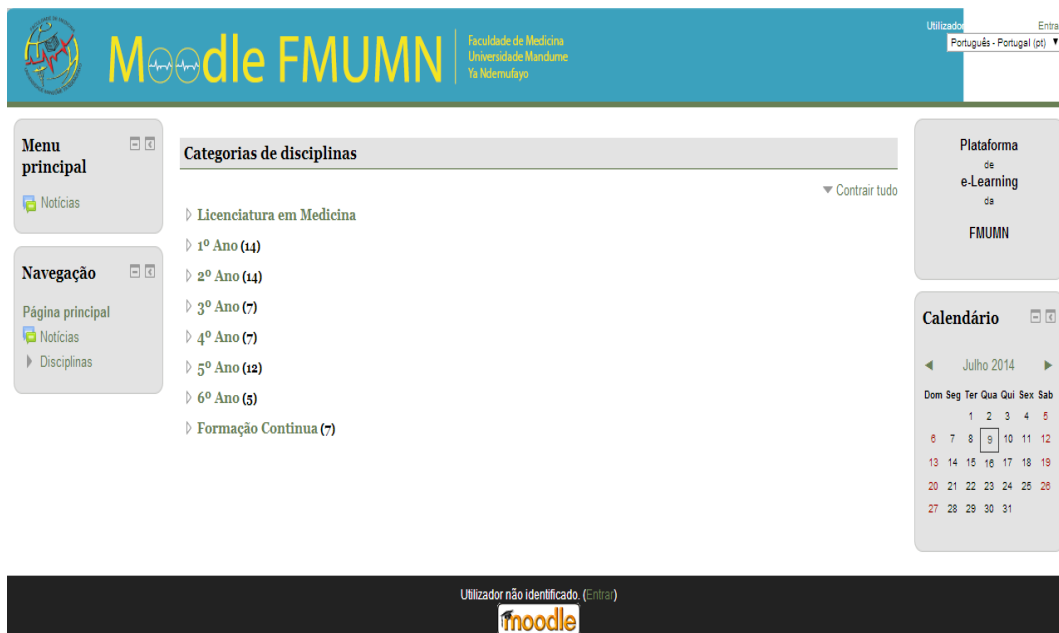 Moodle FMUMN
Faculdade de Medicina
Universidade Mandume
Ya Ndemufayo
Utilizador
Entra
Português - Portugal (pt)
Menu
principal
Notícias
Navegação
Página principal
Notícias
Disciplinas
Categorias de disciplinas
Contrair tudo
Licenciatura em Medicina
1º Ano (14)
2º Ano (14)
3º Ano (7)
4º Ano (7)
5º Ano (12)
6º Ano (5)
Formação Continua (7)
Plataforma
de
e-Learning
da
FMUMN
Calendário
Julho 2014
Dom Seg Ter Qua Qui Sex Sab
1 2 3 4 5
6 7 8 9 10 11 12
13 14 15 16 17 18 19
20 21 22 23 24 25 26
27 28 29 30 31
Utilizador não identificado. (Entrar)
moodle